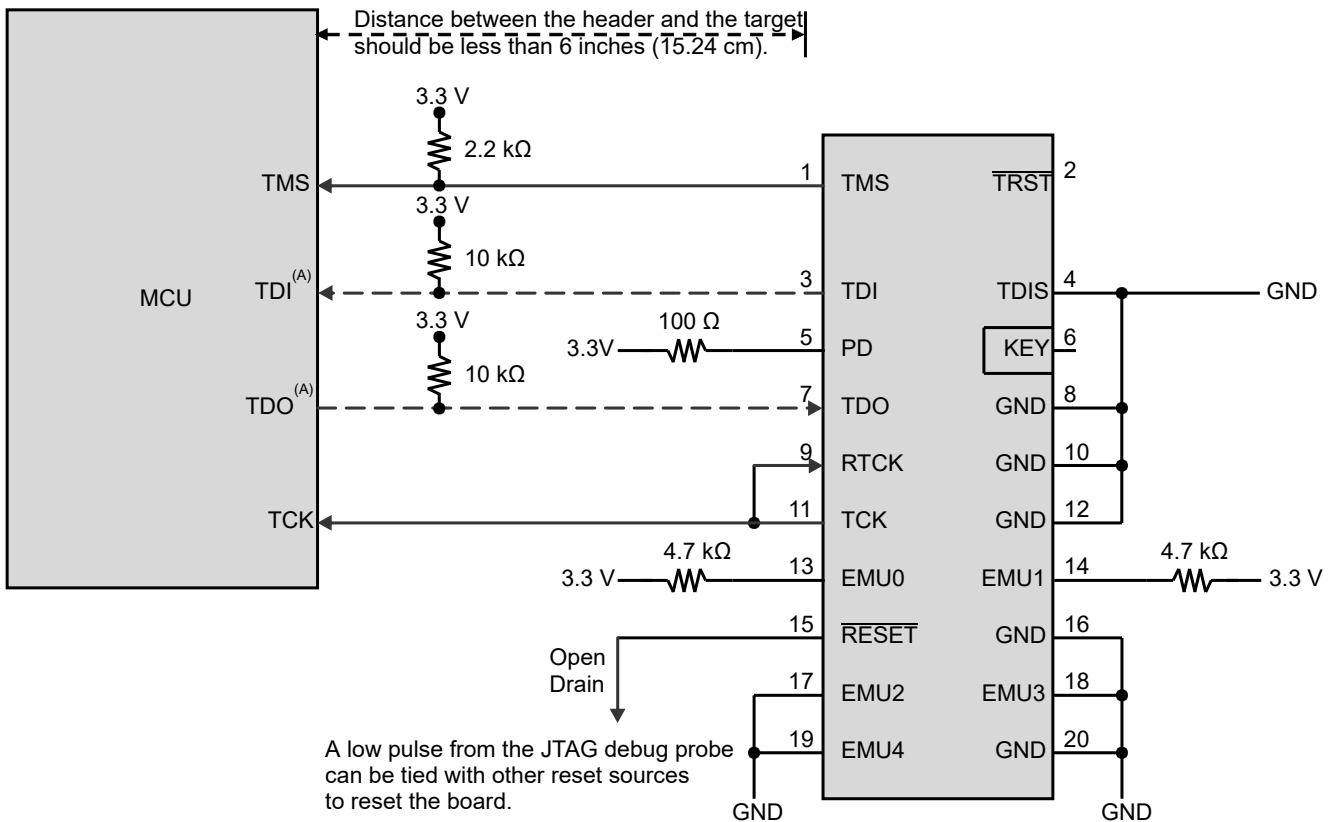 Distance between the header and the target
should be less than 6 inches (15.24 cm).
3.3 V
2.2 kΩ
TMS
1
TMS
TRST
2
3.3 V
10 kΩ
MCU
TDI(A)
3
TDI
TDIS
4
GND
3.3 V
10 kΩ
100 Ω
3.3V
5
PD
KEY
6
TDO(A)
7
TDO
GND
8
9
RTCK
GND
10
TCK
11
TCK
GND
12
4.7 kΩ
3.3 V
13
EMU0
EMU1
14
4.7 kΩ
3.3 V
15
RESET
GND
16
Open
Drain
17
EMU2
EMU3
18
19
EMU4
GND
20
A low pulse from the JTAG debug probe
can be tied with other reset sources
to reset the board.
GND
GND